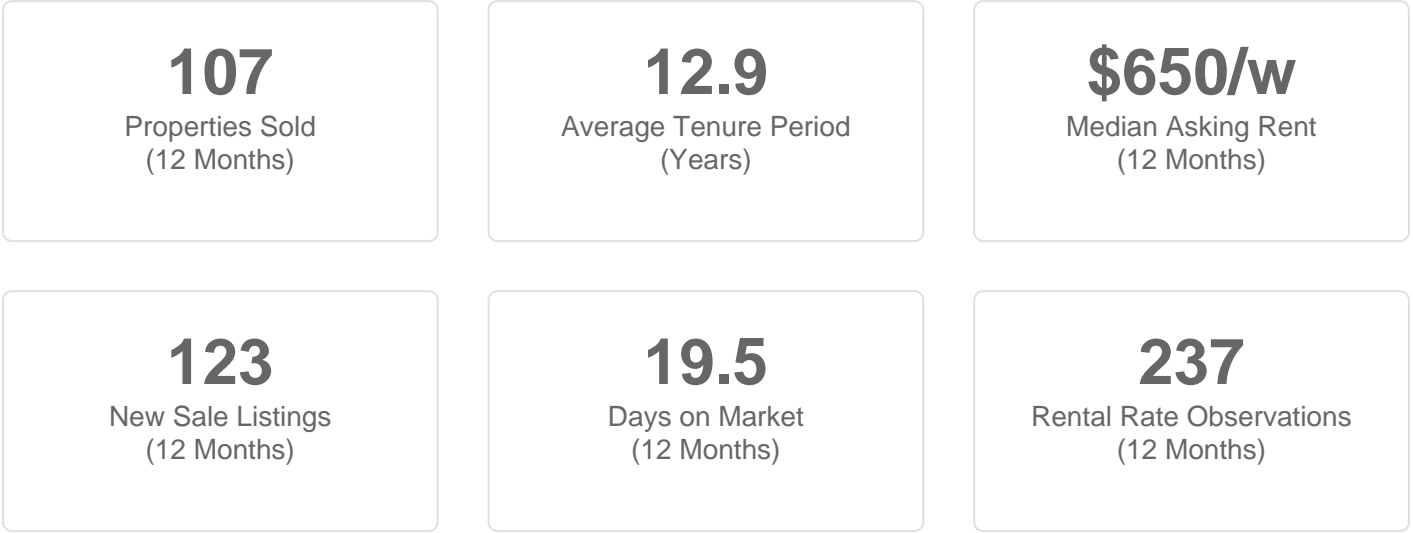 107
Properties Sold
(12 Months)
12.9
Average Tenure Period
(Years)
$650/w
Median Asking Rent
(12 Months)
123
New Sale Listings
(12 Months)
19.5
Days on Market
(12 Months)
237
Rental Rate Observations
(12 Months)